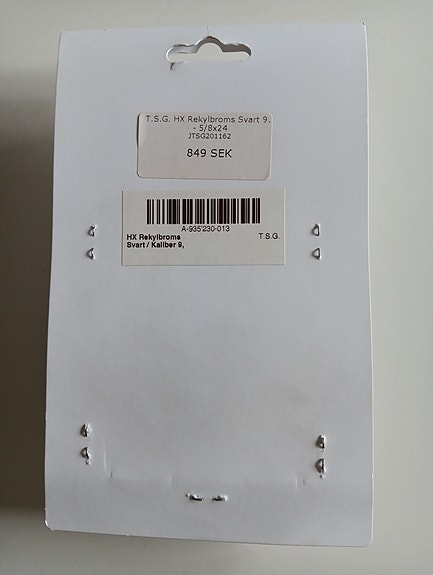 T.S.G. HX Rekylbroms Svart 9.
- 5/8x24
JTSG201162
849 SEK
A-935'230-013
HX Rekylbroms T.S.G.
Svart / Kaliber 9,